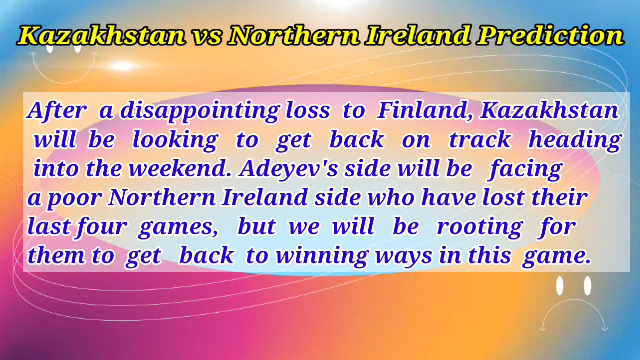 Kazakhstan vs Northern Ireland Prediction
After a disappointing loss to Finland, Kazakhstan
will be looking to get back on track heading
into the weekend. Adeyev's side will be facing
a poor Northern Ireland side who have lost their
last four games, but we will be rooting for
them to get back to winning ways in this game.